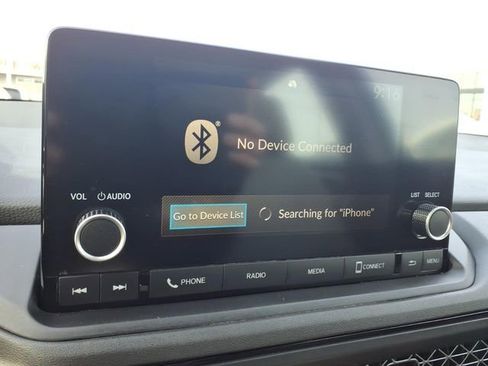 9:16
®
No Device Connected
VOL AUDIO
LIST SELECT
Go to Device List
Searching for "iPhone"
PHONE
RADIO
MEDIA
CONNECT
MENU